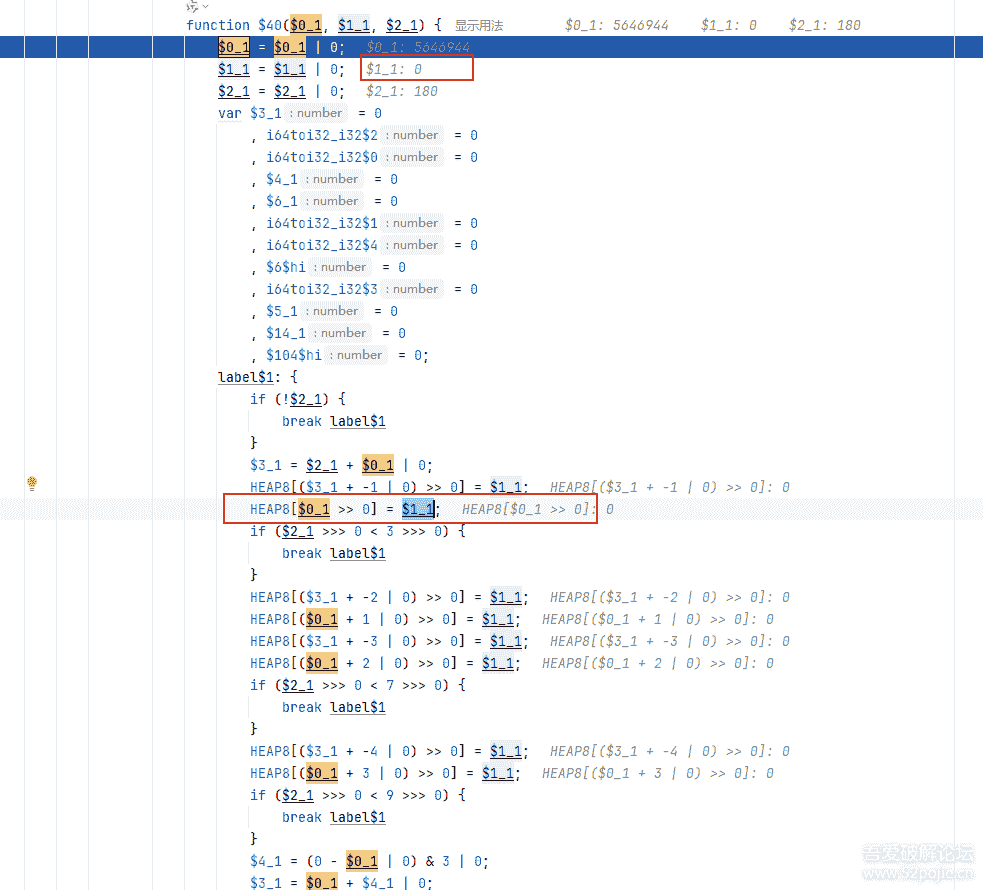 function $40($0_1, $1_1, $2_1) { 显示用法 $0_1: 5646944 $1_1: 0 $2_1: 180
$0_1 = $0_1 | 0; $0_1: 5646944
$1_1 = $1_1 | 0; $1_1: 0
$2_1 = $2_1 | 0; $2_1: 180
var $3_1 : number = 0
, i64toi32_i32$2 : number = 0
, i64toi32_i32$0 : number = 0
, $4_1 : number = 0
, $6_1 : number = 0
, i64toi32_i32$1 : number = 0
, i64toi32_i32$4 : number = 0
, $6$hi : number = 0
, i64toi32_i32$3 : number = 0
, $5_1 : number = 0
, $14_1 : number = 0
, $104$hi : number = 0;
label$1: {
if (!$2_1) {
break label$1
}
$3_1 = $2_1 + $0_1 | 0;
HEAP8[($3_1 + -1 | 0) >> 0] = $1_1; HEAP8[($3_1 + -1 | 0) >> 0]: 0
HEAP8[$0_1 >> 0] = $1_1; HEAP8[$0_1 >> 0]: 0
if ($2_1 >>> 0 < 3 >>> 0) {
break label$1
}
HEAP8[($3_1 + -2 | 0) >> 0] = $1_1; HEAP8[($3_1 + -2 | 0) >> 0]: 0
HEAP8[($0_1 + 1 | 0) >> 0] = $1_1; HEAP8[($0_1 + 1 | 0) >> 0]: 0
HEAP8[($3_1 + -3 | 0) >> 0] = $1_1; HEAP8[($3_1 + -3 | 0) >> 0]: 0
HEAP8[($0_1 + 2 | 0) >> 0] = $1_1; HEAP8[($0_1 + 2 | 0) >> 0]: 0
if ($2_1 >>> 0 < 7 >>> 0) {
break label$1
}
HEAP8[($3_1 + -4 | 0) >> 0] = $1_1; HEAP8[($3_1 + -4 | 0) >> 0]: 0
HEAP8[($0_1 + 3 | 0) >> 0] = $1_1; HEAP8[($0_1 + 3 | 0) >> 0]: 0
if ($2_1 >>> 0 < 9 >>> 0) {
break label$1
}
$4_1 = (0 - $0_1 | 0) & 3 | 0;
$3_1 = $0_1 + $4_1 | 0;
吾爱破解论坛
www.52pojie.cn